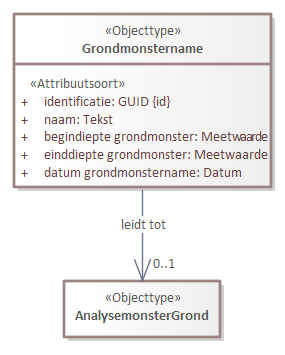 «Objecttype»
Grondmonstername
«Attribuutsoort»
+ identificatie: GUID {id}
+ naam: Tekst
+ begindiepte grondmonster: Meetwaarde
+ einddiepte grondmonster: Meetwaarde
+ datum grondmonstername: Datum
leidt tot
0..1
«Objecttype»
AnalysemonsterGrond